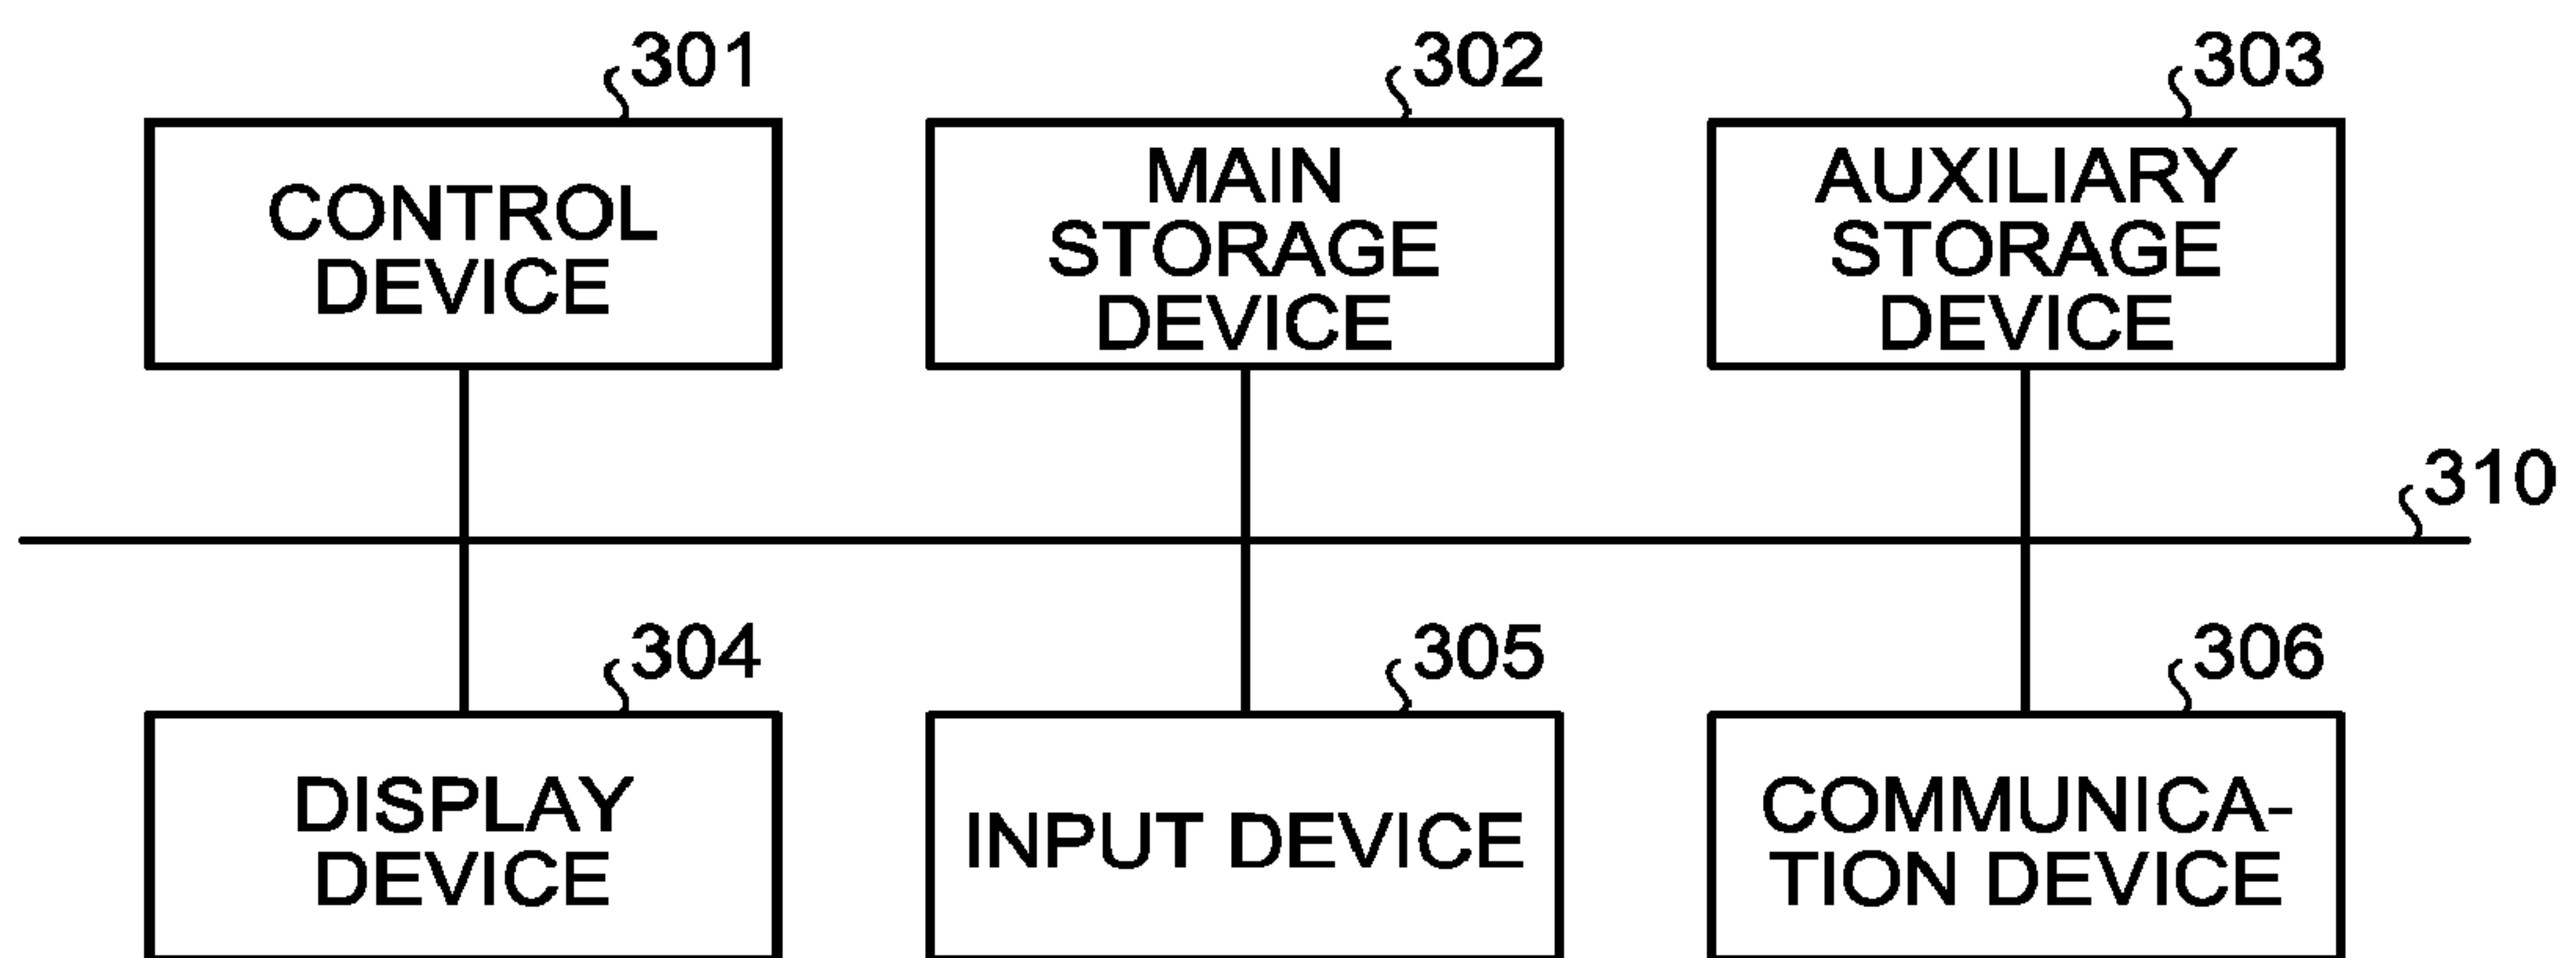 301
CONTROL
DEVICE
302
MAIN
STORAGE
DEVICE
303
AUXILIARY
STORAGE
DEVICE
310
304
DISPLAY
DEVICE
305
INPUT DEVICE
306
COMMUNICA-
TION DEVICE